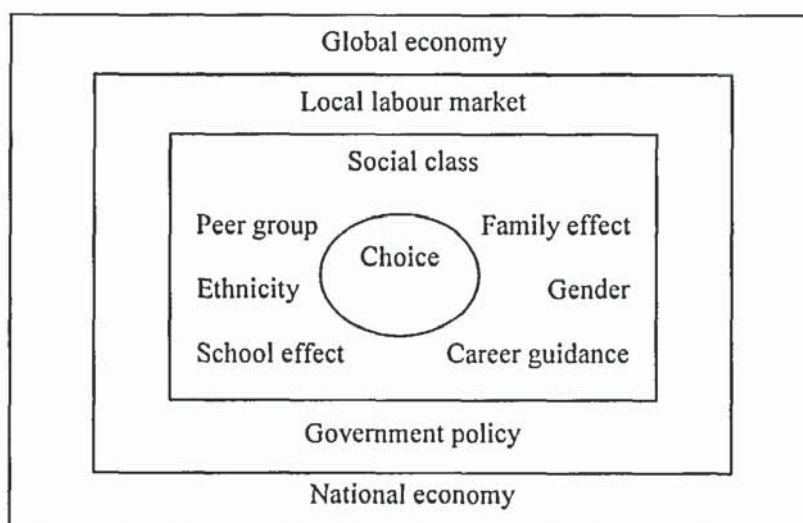 Global economy
Local labour market
Social class
Peer group Family effect
Choice
Ethnicity Gender
School effect Career guidance
Government policy
National economy